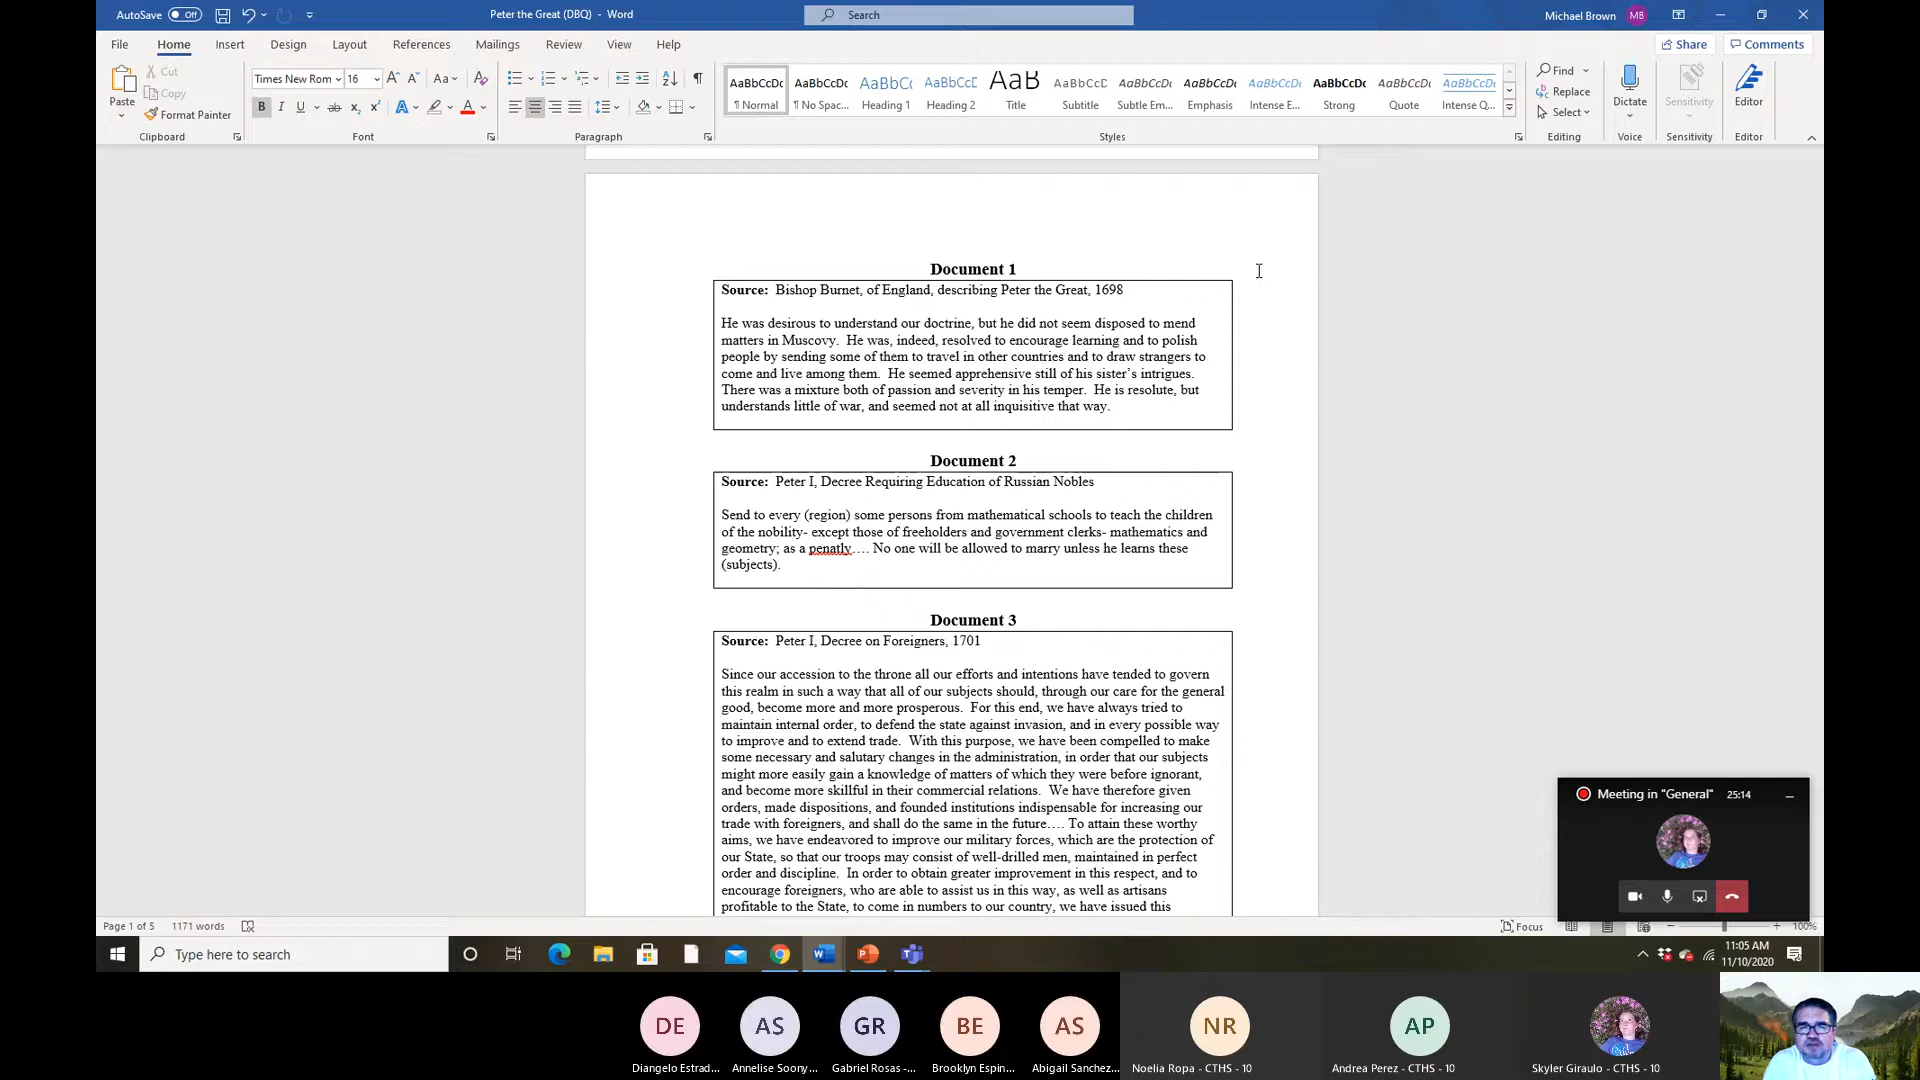 AutoSave Off
Peter the Great (DBQ) - Word
Search
Michael Brown MB
File Home Insert Design Layout References Mailings Review View Help
Share Comments
Paste
Cut
Copy
Format Painter
Clipboard
Times New Rom 16
Font
Paragraph
AaBbCcDc AaBbCcDc AaBbCc AaBbCcD AaB AaBbCcD AaBbCcDc AaBbCcDc AaBbCcDc AaBbCcDc AaBbCcDc AaBbCcDc
¶ Normal ¶ No Spac... Heading 1 Heading 2 Title Subtitle Subtle Em... Emphasis Intense E... Strong Quote Intense Q...
Styles
Find
Replace
Select
Editing
Dictate
Voice
Sensitivity
Sensitivity
Editor
Editor
Document 1
Source: Bishop Burnet, of England, describing Peter the Great, 1698
He was desirous to understand our doctrine, but he did not seem disposed to mend
matters in Muscovy. He was, indeed, resolved to encourage learning and to polish
people by sending some of them to travel in other countries and to draw strangers to
come and live among them. He seemed apprehensive still of his sister's intrigues.
There was a mixture both of passion and severity in his temper. He is resolute, but
understands little of war, and seemed not at all inquisitive that way.
Document 2
Source: Peter I, Decree Requiring Education of Russian Nobles
Send to every (region) some persons from mathematical schools to teach the children
of the nobility- except those of freeholders and government clerks- mathematics and
geometry; as a penatly…. No one will be allowed to marry unless he learns these
(subjects).
Document 3
Source: Peter I, Decree on Foreigners, 1701
Since our accession to the throne all our efforts and intentions have tended to govern
this realm in such a way that all of our subjects should, through our care for the general
good, become more and more prosperous. For this end, we have always tried to
maintain internal order, to defend the state against invasion, and in every possible way
to improve and to extend trade. With this purpose, we have been compelled to make
some necessary and salutary changes in the administration, in order that our subjects
might more easily gain a knowledge of matters of which they were before ignorant,
and become more skillful in their commercial relations. We have therefore given
orders, made dispositions, and founded institutions indispensable for increasing our
trade with foreigners, and shall do the same in the future…. To attain these worthy
aims, we have endeavored to improve our military forces, which are the protection of
our State, so that our troops may consist of well-drilled men, maintained in perfect
order and discipline. In order to obtain greater improvement in this respect, and to
encourage foreigners, who are able to assist us in this way, as well as artisans
profitable to the State, to come in numbers to our country, we have issued this
Meeting in "General" 25:14
Page 1 of 5 1171 words
Focus
100%
Type here to search
11:05 AM
11/10/2020
DE AS GR BE AS NR AP
Diangelo Estrad... Annelise Soony... Gabriel Rosas -... Brooklyn Espin... Abigail Sanchez... Noelia Ropa - CTHS - 10 Andrea Perez - CTHS - 10 Skyler Giraulo - CTHS - 10